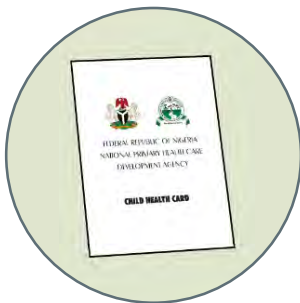 FEDERAL REPUBLIC OF NIGERIA
NATIONAL PRIMARY HEALTH CARE
DEVELOPMENT AGENCY
CHILD HEALTH CARD